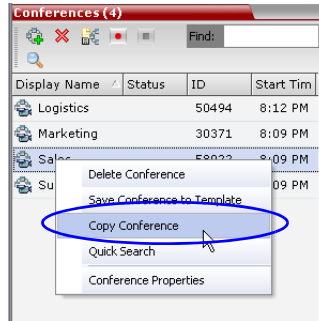 Conferences (4)
Find:
Display Name Status ID Start Tim
Logistics 50494 8:12 PM
Marketing 30371 8:09 PM
Sales 8:09 PM
Su 09 PM
Delete Conference
Save Conference to Template
Copy Conference
Quick Search
Conference Properties